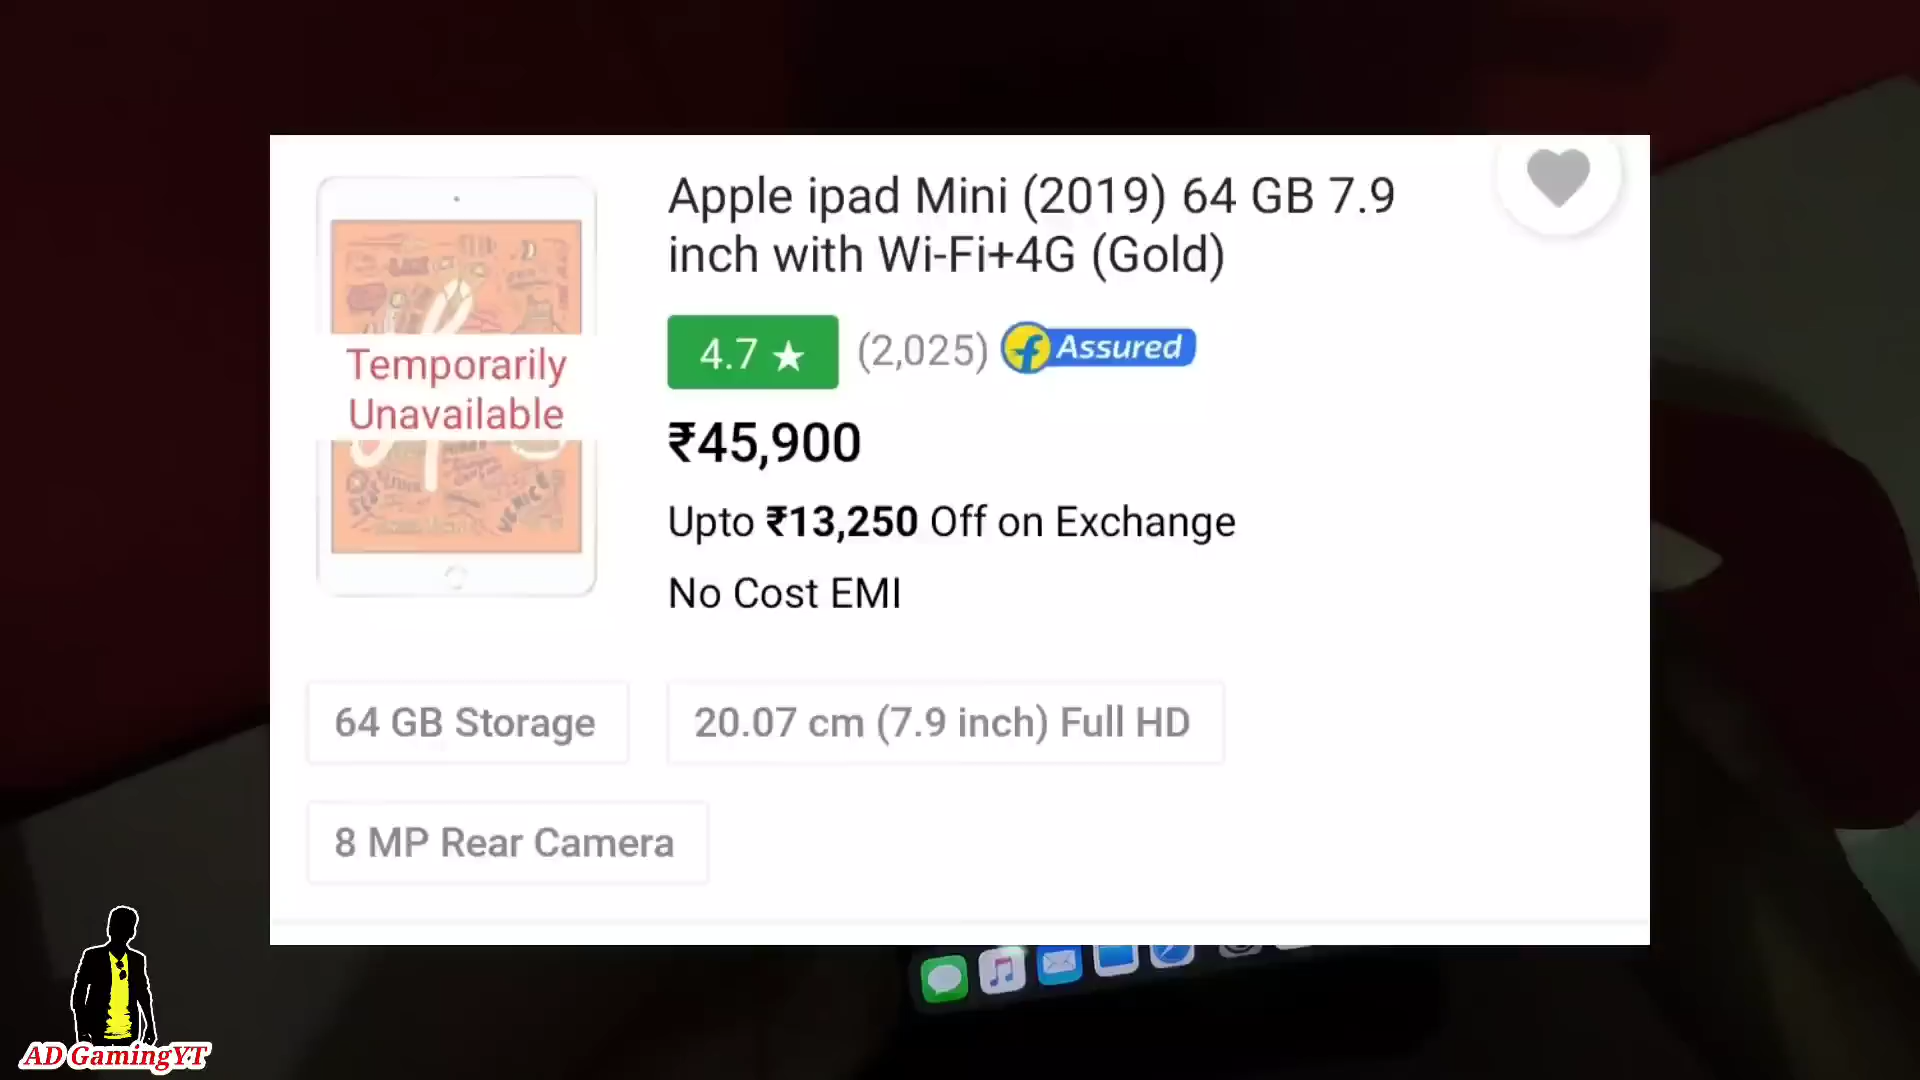 Apple ipad Mini (2019) 64 GB 7.9
inch with Wi-Fi+4G (Gold)
4.7 ★ (2,025) Assured
Temporarily
Unavailable
₹45,900
Upto ₹13,250 Off on Exchange
No Cost EMI
VENICE
64 GB Storage
20.07 cm (7.9 inch) Full HD
8 MP Rear Camera
AD GamingYT